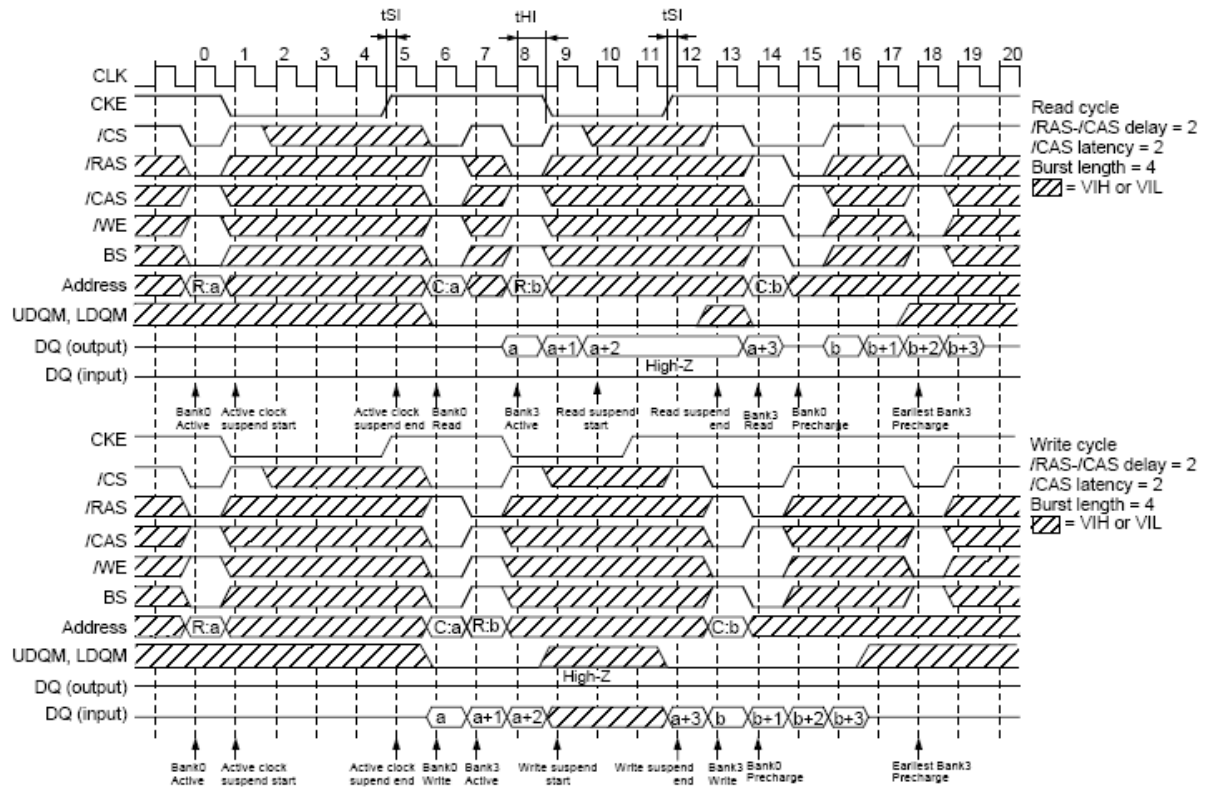 tSI tHI tSI
0 1 2 3 4 5 6 7 8 9 10 11 12 13 14 15 16 17 18 19 20
CLK
CKE
/CS
/RAS
/CAS
/WE
BS
Address R:a C:a R:b C:b
UDQM, LDQM
DQ (output) a a+1 a+2 a+3 b b+1 b+2 b+3
High-Z
DQ (input)
Bank0 Active clock Active clock Bank0 Bank3 Read suspend Read suspend Bank3 Bank0 Earliest Bank3
Active suspend start suspend end Read Active start end Read Precharge Precharge
Read cycle
/RAS-/CAS delay = 2
/CAS latency = 2
Burst length = 4
= VIH or VIL
CKE
/CS
/RAS
/CAS
/WE
BS
Address R:a C:a R:b C:b
UDQM, LDQM
High-Z
DQ (output)
DQ (input) a a+1 a+2 a+3 b b+1 b+2 b+3
Bank0 Active clock Active clock Bank0 Bank3 Write suspend Write suspend Bank3 Bank0 Earliest Bank3
Active suspend start supend end Write Active start end Write Precharge Precharge
Write cycle
/RAS-/CAS delay = 2
/CAS latency = 2
Burst length = 4
= VIH or VIL